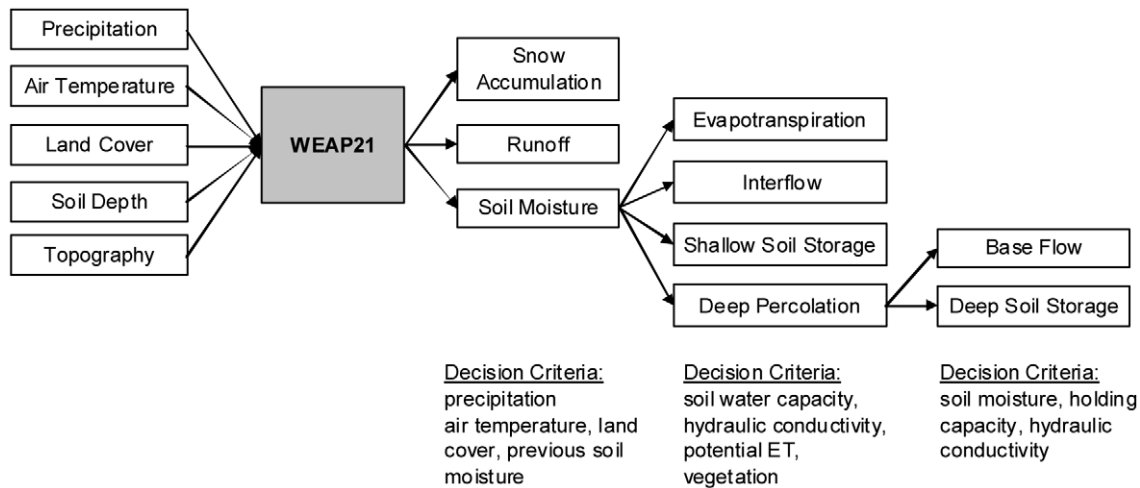 Precipitation
Air Temperature
Land Cover
Soil Depth
Topography
WEAP21
Snow
Accumulation
Runoff
Soil Moisture
Evapotranspiration
Interflow
Shallow Soil Storage
Deep Percolation
Base Flow
Deep Soil Storage
Decision Criteria:
precipitation
air temperature, land
cover, previous soil
moisture
Decision Criteria:
soil water capacity,
hydraulic conductivity,
potential ET,
vegetation
Decision Criteria:
soil moisture, holding
capacity, hydraulic
conductivity